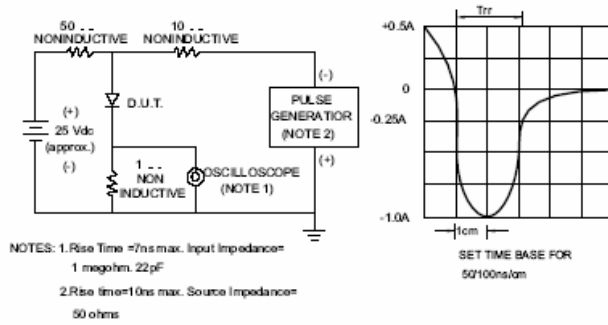 50 - -
NONINDUCTIVE
10 - -
NONINDUCTIVE
(+)
25 Vdc
(approx.)
(-)
D.U.T.
1 - -
NON
INDUCTIVE
OSCILLOSCOPE
(NOTE 1)
(-)
PULSE
GENERATIOR
(NOTE 2)
(+)
NOTES: 1.Rise Time =7ns max. Input Impedance=
1 megohm. 22pF
2.Rise time=10ns max. Source Impedance=
50 ohms
Trr
+0.5A
0
-0.25A
-1.0A
1cm
SET TIME BASE FOR
50/100ns/cm